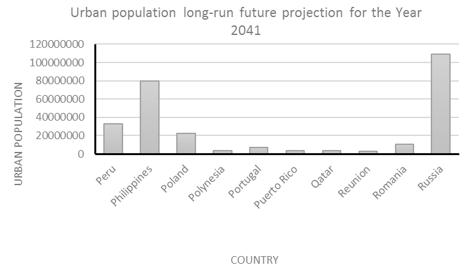 Urban population long-run future projection for the Year
2041
URBAN POPULATION
120000000
100000000
80000000
60000000
40000000
20000000
0
Peru
Philippines
Poland
Polynesia
Portugal
Puerto Rico
Qatar
Reunion
Romania
Russia
COUNTRY